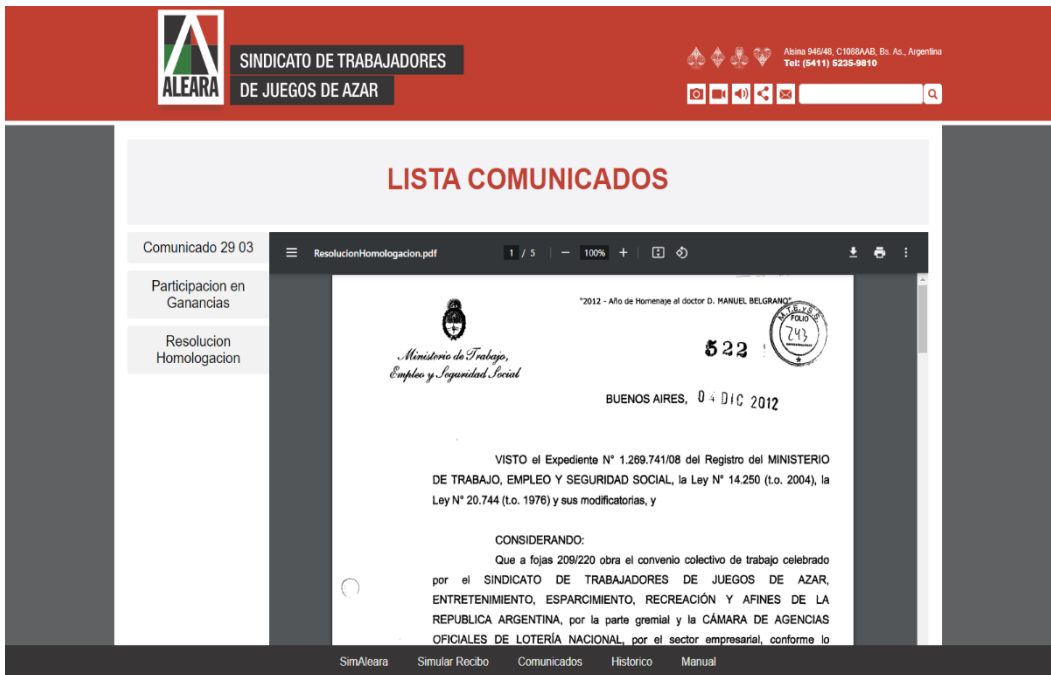 ALEARA
SINDICATO DE TRABAJADORES
DE JUEGOS DE AZAR
Alsina 946/48, C1088AAB, Bs. As., Argentina
Tel: (5411) 5235-9810
LISTA COMUNICADOS
Comunicado 29 03
Participacion en
Ganancias
Resolucion
Homologacion
ResolucionHomologacion.pdf 1 / 5 — 100% +
"2012 - Año de Homenaje al doctor D. MANUEL BELGRANO"
M.T.E.y S.S.
FOLIO
243
522
Ministerio de Trabajo,
Empleo y Seguridad Social
BUENOS AIRES, 04 DIC 2012
VISTO el Expediente N° 1.269.741/08 del Registro del MINISTERIO
DE TRABAJO, EMPLEO Y SEGURIDAD SOCIAL, la Ley N° 14.250 (t.o. 2004), la
Ley N° 20.744 (t.o. 1976) y sus modificatorias, y
CONSIDERANDO:
Que a fojas 209/220 obra el convenio colectivo de trabajo celebrado
por el SINDICATO DE TRABAJADORES DE JUEGOS DE AZAR,
ENTRETENIMIENTO, ESPARCIMIENTO, RECREACIÓN Y AFINES DE LA
REPUBLICA ARGENTINA, por la parte gremial y la CÁMARA DE AGENCIAS
OFICIALES DE LOTERÍA NACIONAL, por el sector empresarial, conforme lo
SimAleara Simular Recibo Comunicados Historico Manual